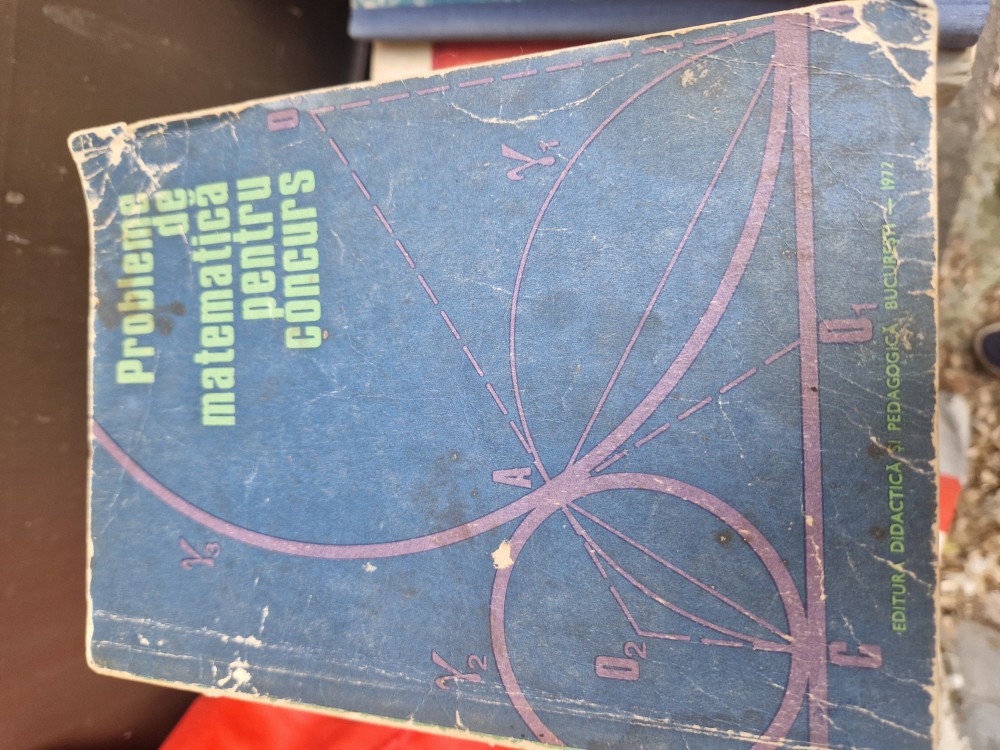 Probleme
de
matematică
pentru
concurs
O
γ₁
A
γ₃
O₁
O₂
γ₂
C
EDITURA DIDACTICĂ ȘI PEDAGOGICĂ, BUCUREȘTI — 1972